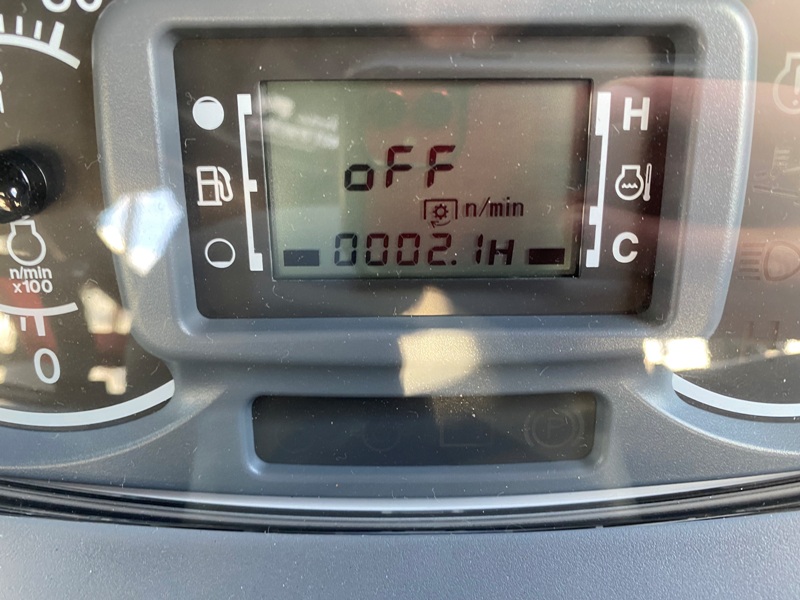 oFF
n/min
0002.1H
H
C
n/min
x100
0